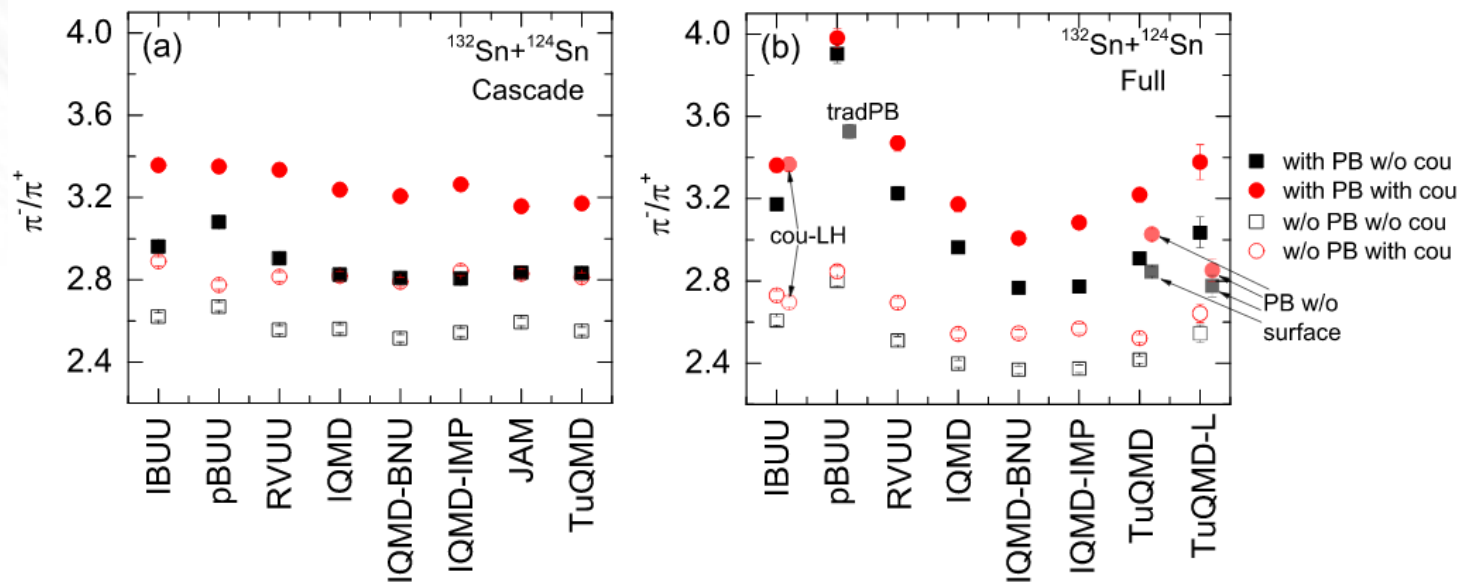 (a)
¹³²Sn+¹²⁴Sn
Cascade
π⁻/π⁺
4.0
3.6
3.2
2.8
2.4
IBUU
pBUU
RVUU
IQMD
IQMD-BNU
IQMD-IMP
JAM
TuQMD
(b)
¹³²Sn+¹²⁴Sn
Full
π⁻/π⁺
4.0
3.6
3.2
2.8
2.4
tradPB
cou-LH
PB w/o
surface
IBUU
pBUU
RVUU
IQMD
IQMD-BNU
IQMD-IMP
TuQMD
TuQMD-L
with PB w/o cou
with PB with cou
w/o PB w/o cou
w/o PB with cou